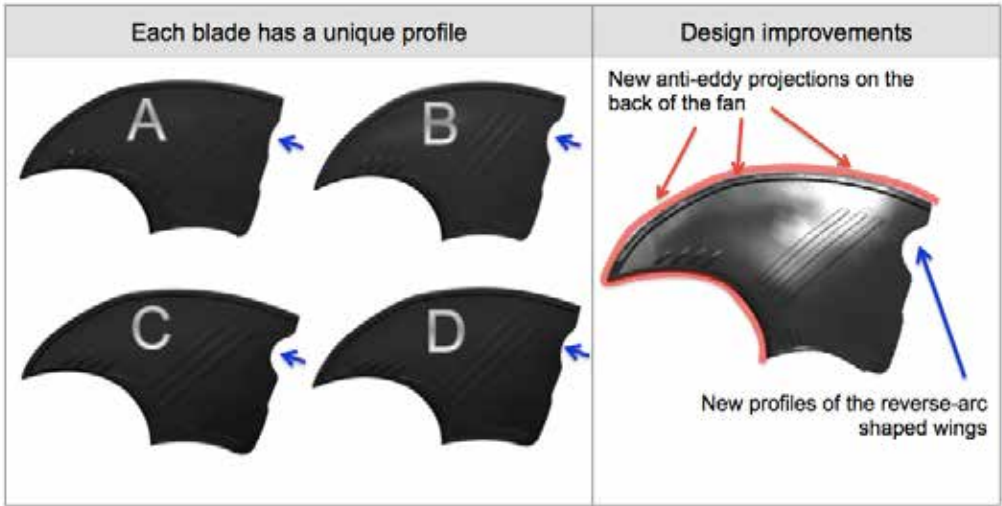 Each blade has a unique profile
A
B
C
D
Design improvements
New anti-eddy projections on the
back of the fan
New profiles of the reverse-arc
shaped wings